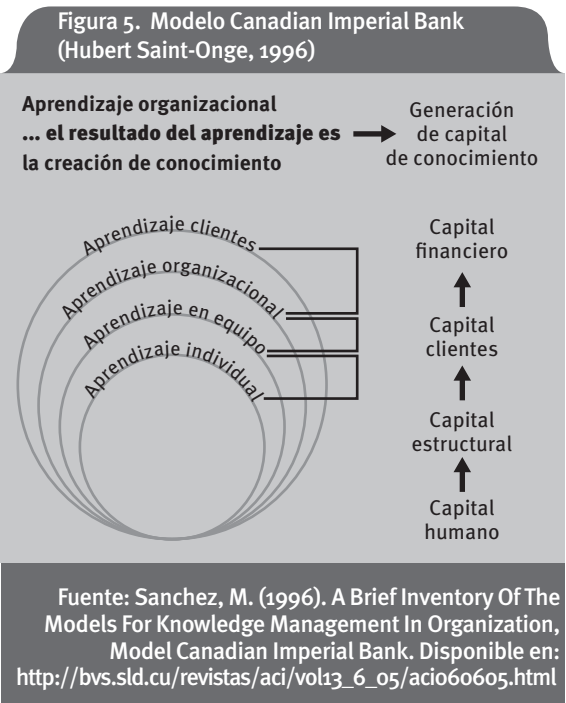 Figura 5. Modelo Canadian Imperial Bank
(Hubert Saint-Onge, 1996)
Aprendizaje organizacional
... el resultado del aprendizaje es
la creación de conocimiento
Generación
de capital
de conocimiento
Aprendizaje clientes
Aprendizaje organizacional
Aprendizaje en equipo
Aprendizaje individual
Capital
financiero
Capital
clientes
Capital
estructural
Capital
humano
Fuente: Sanchez, M. (1996). A Brief Inventory Of The
Models For Knowledge Management In Organization,
Model Canadian Imperial Bank. Disponible en:
http://bvs.sld.cu/revistas/aci/vol13_6_05/aci060605.html